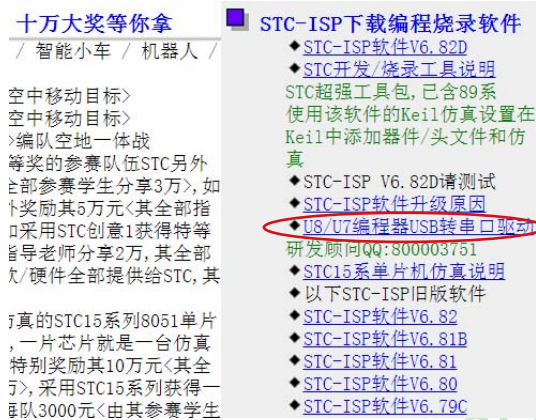 十万大奖等你拿
/ 智能小车 / 机器人 /
空中移动目标>
空中移动目标>
>编队空地一体战
等奖的参赛队伍STC另外
全部参赛学生分享3万>,如
外奖励其5万元<其全部指
如采用STC创意1获得特等
指导老师分享2万,其全部
软/硬件全部提供给STC,其
仿真的STC15系列8051单片
,一片芯片就是一台仿真
特别奖励其10万元<其全
万>,采用STC15系列获得一
每队3000元<由其参赛学生
STC-ISP下载编程烧录软件
◆STC-ISP软件V6.82D
◆STC开发/烧录工具说明
STC超强工具包,已含89系
使用该软件的Keil仿真设置在
Keil中添加器件/头文件和仿
真
◆STC-ISP V6.82D请测试
◆STC-ISP软件升级原因
◆U8/U7编程器USB转串口驱动
研发顾问QQ:800003751
◆STC15系单片机仿真说明
◆以下STC-ISP旧版软件
◆STC-ISP软件V6.82
◆STC-ISP软件V6.81B
◆STC-ISP软件V6.81
◆STC-ISP软件V6.80
◆STC-ISP软件V6.79C